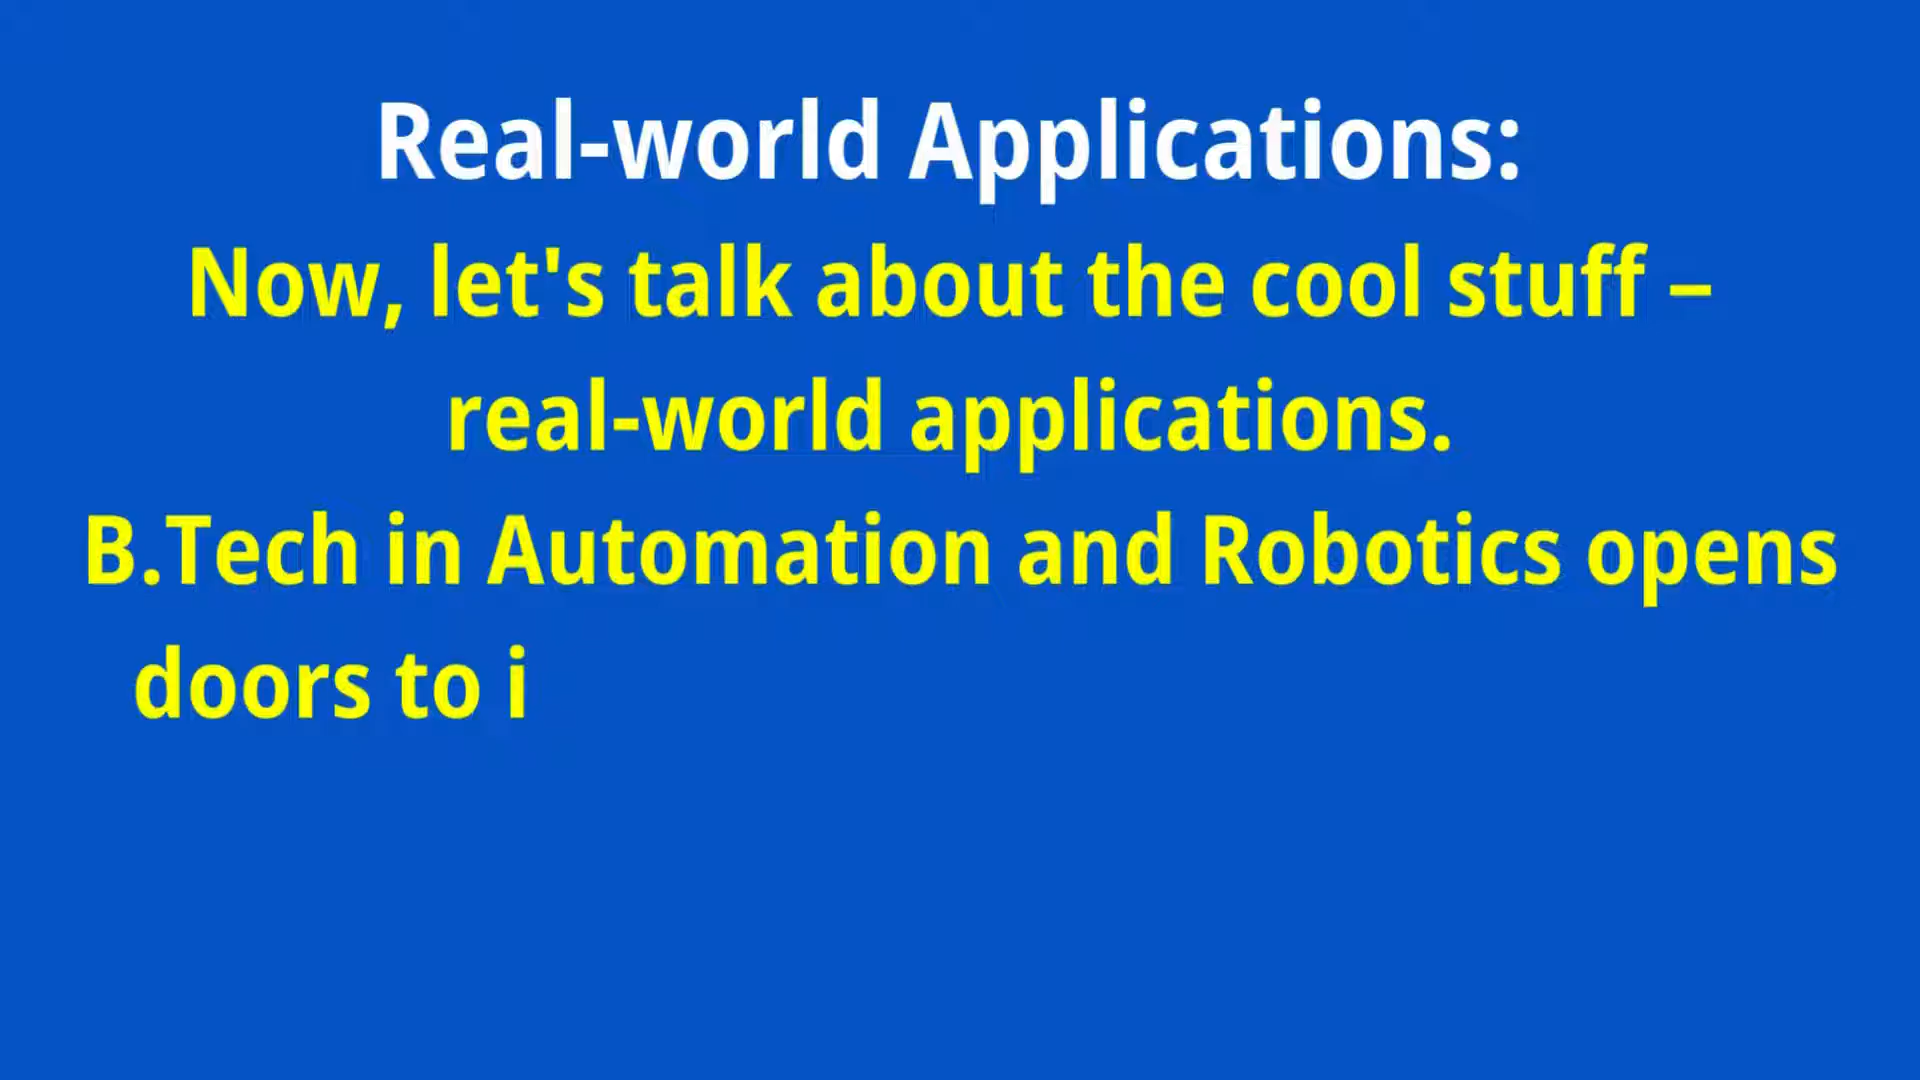 Real-world Applications:
Now, let's talk about the cool stuff –
real-world applications.
B.Tech in Automation and Robotics opens
doors to i